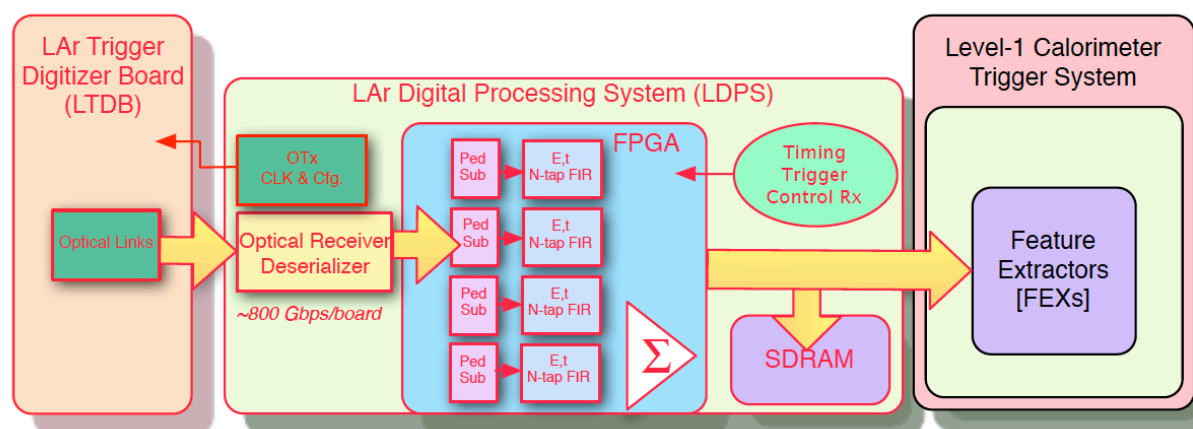 LAr Trigger
Digitizer Board
(LTDB)
Optical Links
LAr Digital Processing System (LDPS)
OTx
CLK & Cfg.
Optical Receiver
Deserializer
~800 Gbps/board
FPGA
Ped
Sub
E,t
N-tap FIR
Ped
Sub
E,t
N-tap FIR
Ped
Sub
E,t
N-tap FIR
Ped
Sub
E,t
N-tap FIR
Σ
Timing
Trigger
Control Rx
SDRAM
Level-1 Calorimeter
Trigger System
Feature
Extractors
[FEXs]